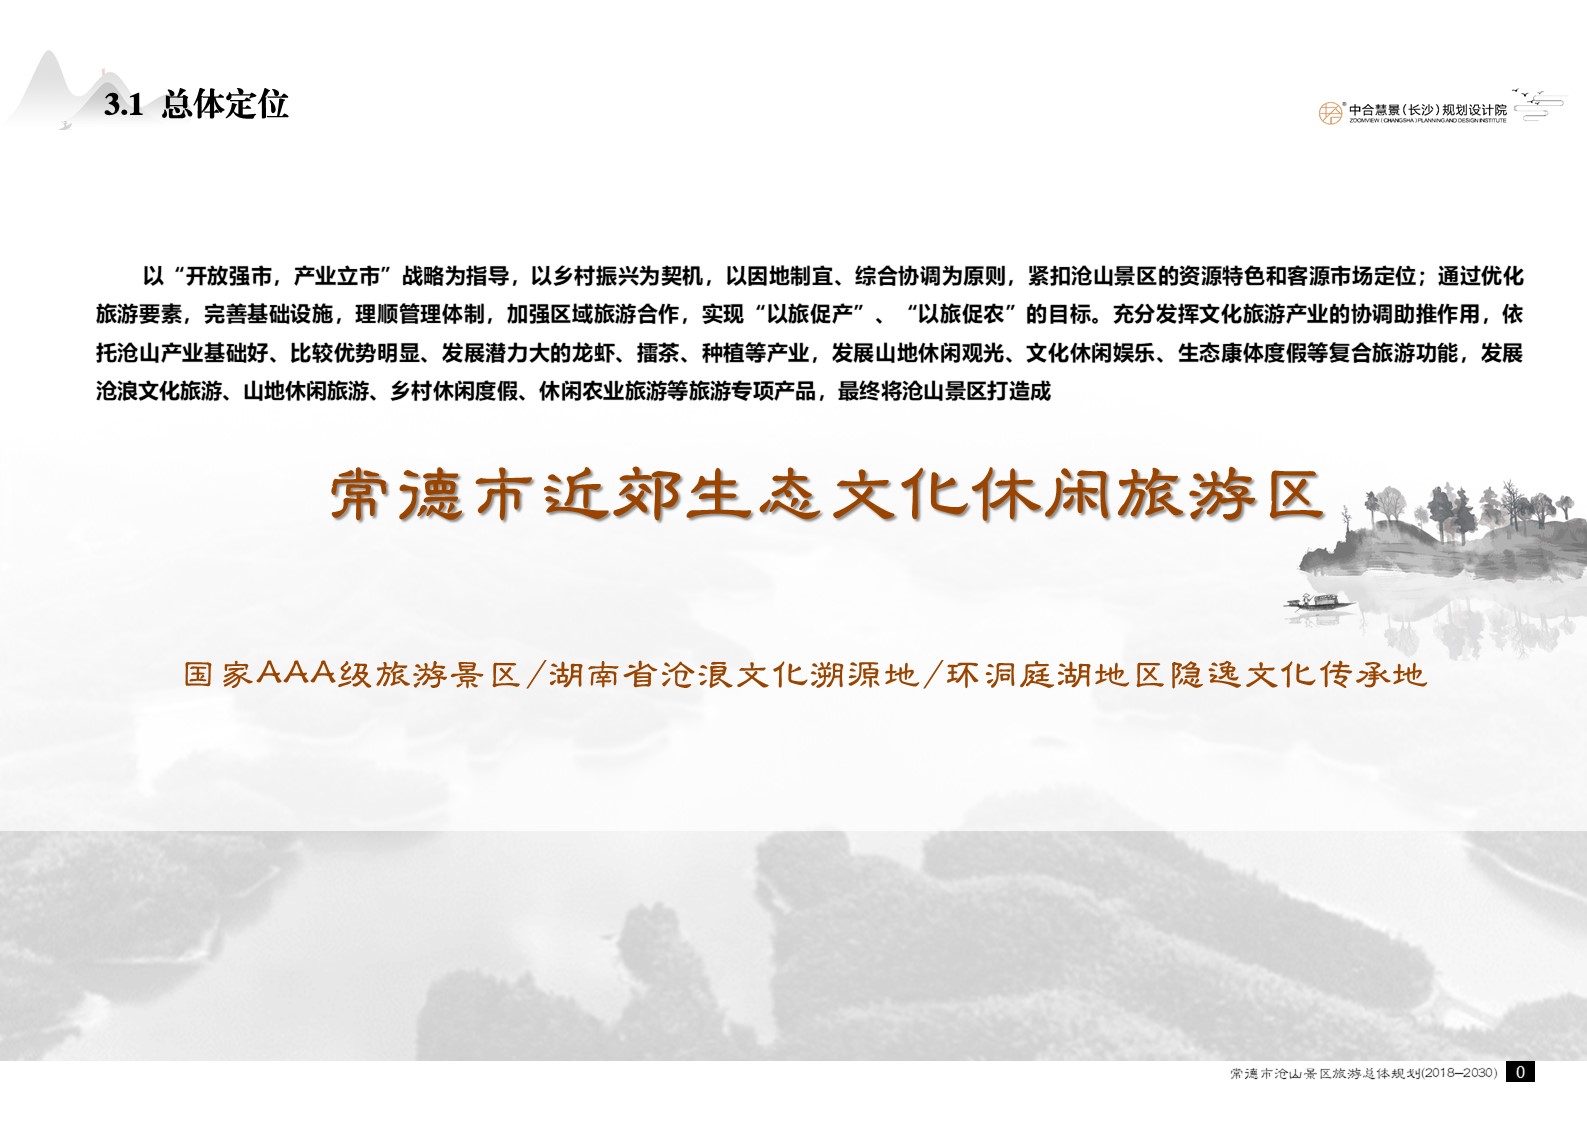 3.1 总体定位
中合慧景（长沙）规划设计院
ZOOMVIEW (CHANGSHA) PLANNING AND DESIGN INSTITUTE
以“开放强市，产业立市”战略为指导，以乡村振兴为契机，以因地制宜、综合协调为原则，紧扣沧山景区的资源特色和客源市场定位；通过优化
旅游要素，完善基础设施，理顺管理体制，加强区域旅游合作，实现“以旅促产”、“以旅促农”的目标。充分发挥文化旅游产业的协调助推作用，依
托沧山产业基础好、比较优势明显、发展潜力大的龙虾、擂茶、种植等产业，发展山地休闲观光、文化休闲娱乐、生态康体度假等复合旅游功能，发展
沧浪文化旅游、山地休闲旅游、乡村休闲度假、休闲农业旅游等旅游专项产品，最终将沧山景区打造成
常德市近郊生态文化休闲旅游区
国家AAA级旅游景区/湖南省沧浪文化溯源地/环洞庭湖地区隐逸文化传承地
常德市沧山景区旅游总体规划(2018—2030)
0